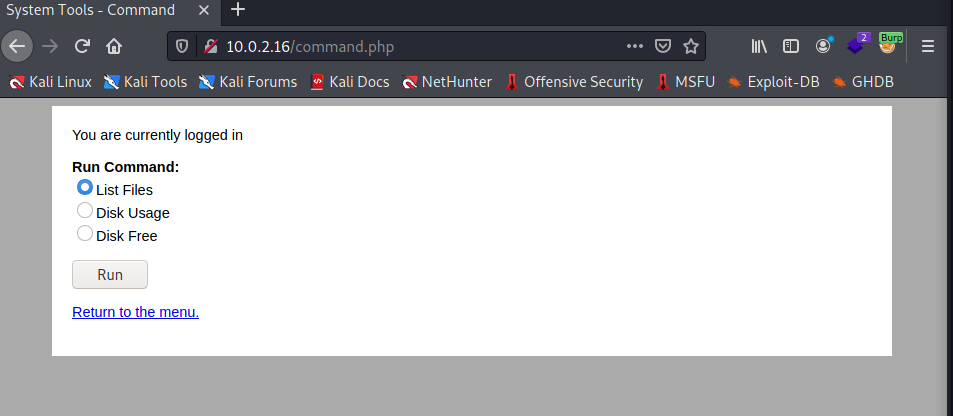 System Tools - Command
10.0.2.16/command.php
2
Burp
Kali Linux Kali Tools Kali Forums Kali Docs NetHunter Offensive Security MSFU Exploit-DB GHDB
You are currently logged in
Run Command:
List Files
Disk Usage
Disk Free
Run
Return to the menu.